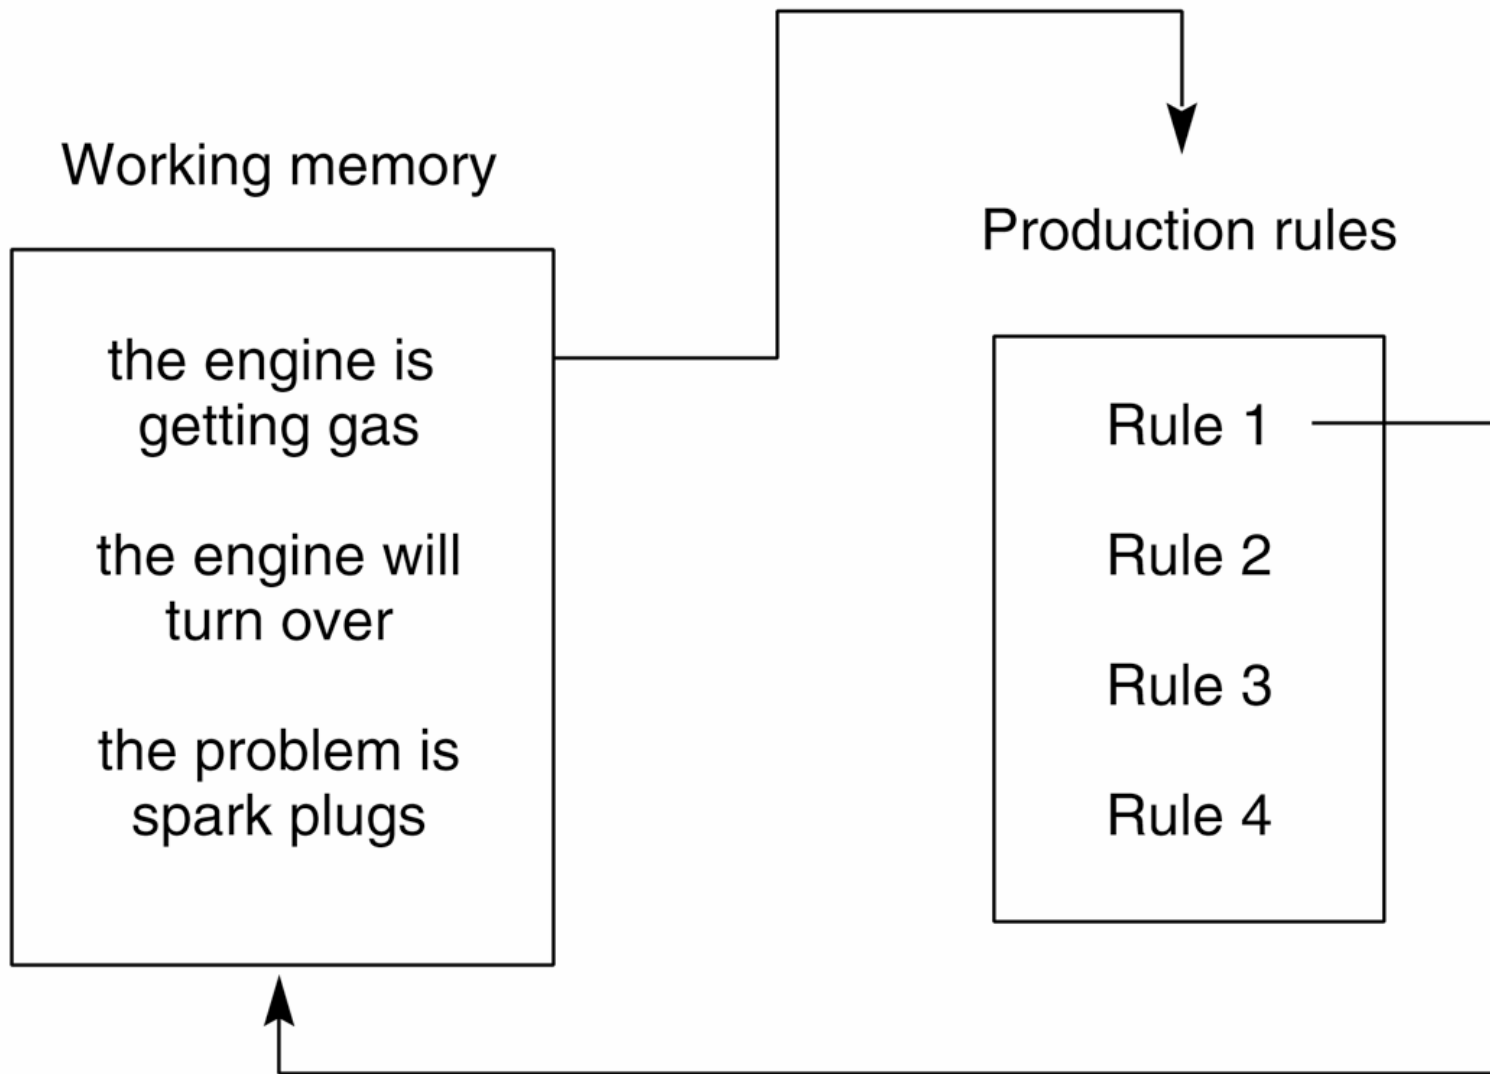 Working memory
the engine is
getting gas
the engine will
turn over
the problem is
spark plugs
Production rules
Rule 1
Rule 2
Rule 3
Rule 4